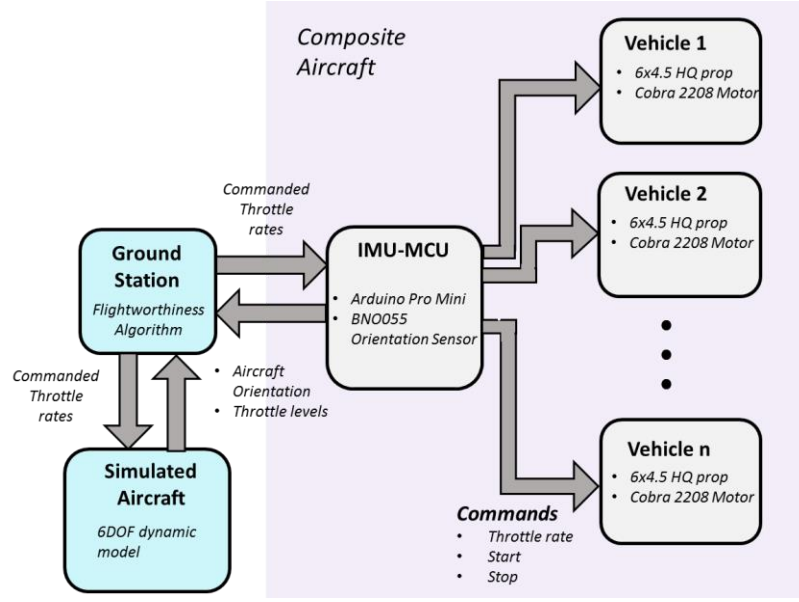 Composite
Aircraft
Vehicle 1
• 6x4.5 HQ prop
• Cobra 2208 Motor
Vehicle 2
• 6x4.5 HQ prop
• Cobra 2208 Motor
Commanded
Throttle
rates
Ground
Station
Flightworthiness
Algorithm
IMU-MCU
• Arduino Pro Mini
• BNO055
Orientation Sensor
Commanded
Throttle
rates
• Aircraft
Orientation
• Throttle levels
Simulated
Aircraft
6DOF dynamic
model
Vehicle n
• 6x4.5 HQ prop
• Cobra 2208 Motor
Commands
• Throttle rate
• Start
• Stop